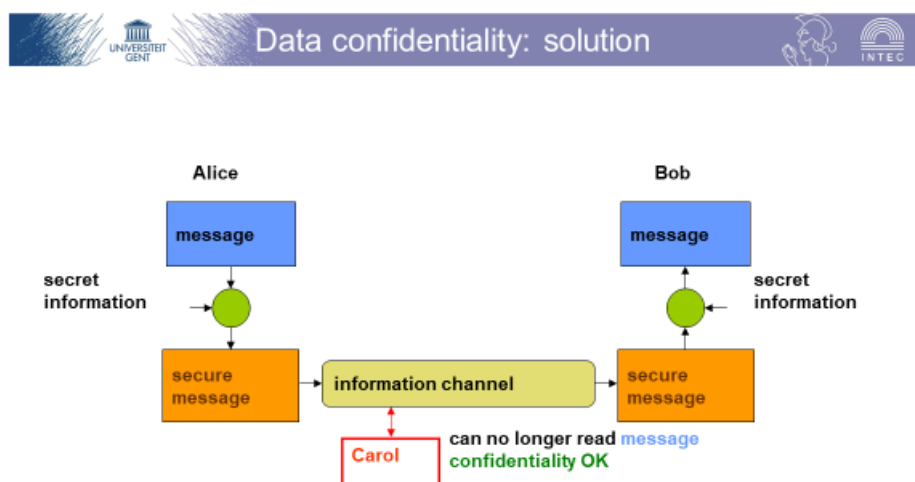 UNIVERSITEIT
GENT
Data confidentiality: solution
INTEC
Alice
Bob
message
message
secret
information
secret
information
secure
message
information channel
secure
message
Carol
can no longer read message
confidentiality OK